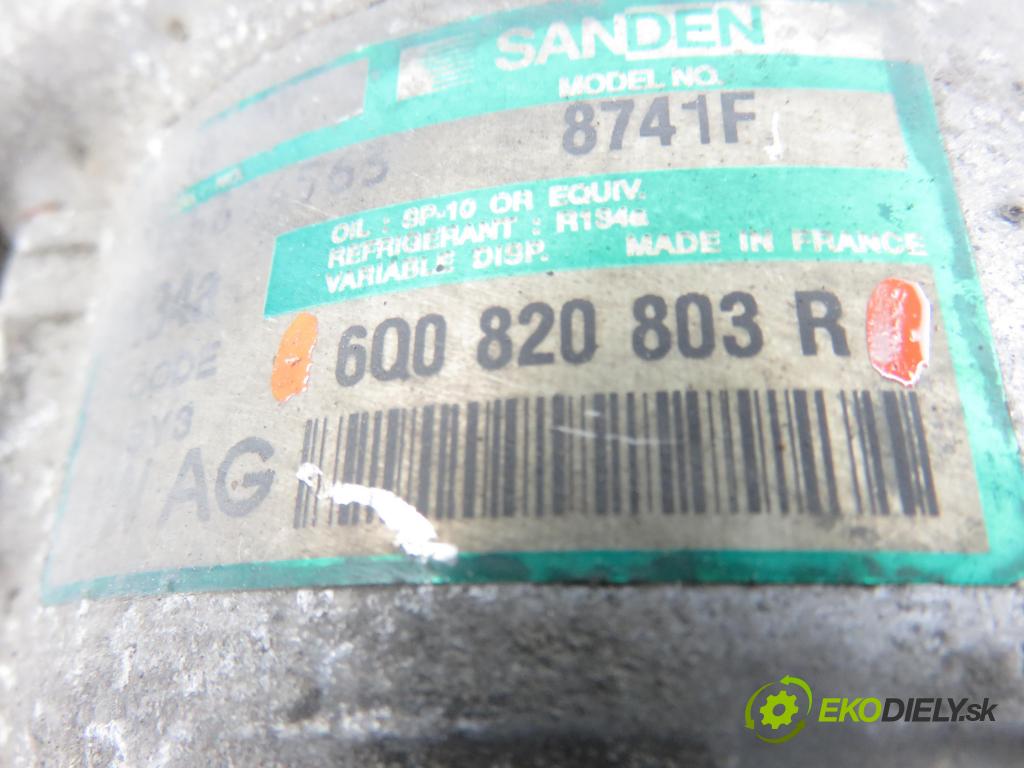 SANDEN
MODEL NO.
8741F
OIL : SP-10 OR EQUIV.
REFRIGERANT : R134a
VARIABLE DISP. MADE IN FRANCE
6Q0 820 803 R
CODE
AG
EKODIELY.sk